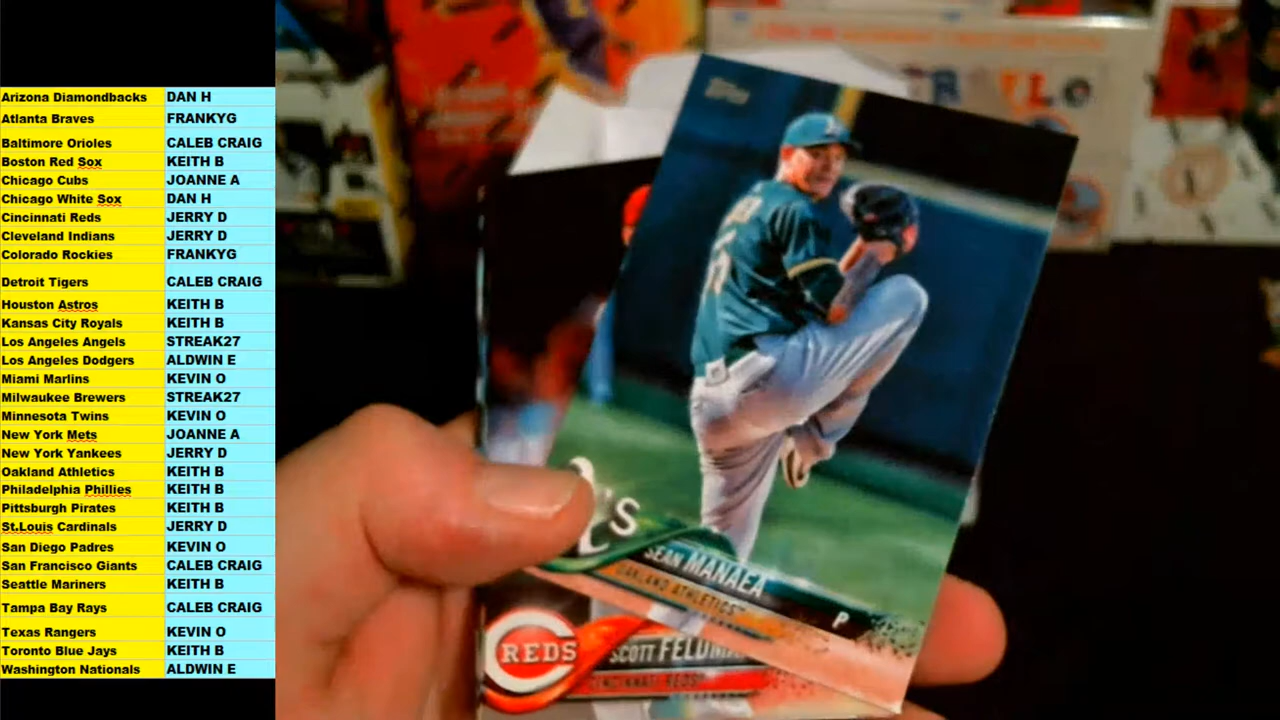 Arizona Diamondbacks DAN H
Atlanta Braves FRANKYG
Baltimore Orioles CALEB CRAIG
Boston Red Sox KEITH B
Chicago Cubs JOANNE A
Chicago White Sox DAN H
Cincinnati Reds JERRY D
Cleveland Indians JERRY D
Colorado Rockies FRANKYG
Detroit Tigers CALEB CRAIG
Houston Astros KEITH B
Kansas City Royals KEITH B
Los Angeles Angels STREAK27
Los Angeles Dodgers ALDWIN E
Miami Marlins KEVIN O
Milwaukee Brewers STREAK27
Minnesota Twins KEVIN O
New York Mets JOANNE A
New York Yankees JERRY D
Oakland Athletics KEITH B
Philadelphia Phillies KEITH B
Pittsburgh Pirates KEITH B
St.Louis Cardinals JERRY D
San Diego Padres KEVIN O
San Francisco Giants CALEB CRAIG
Seattle Mariners KEITH B
Tampa Bay Rays CALEB CRAIG
Texas Rangers KEVIN O
Toronto Blue Jays KEITH B
Washington Nationals ALDWIN E
Topps
A's
SEAN MANAEA
OAKLAND ATHLETICS™
P
REDS
SCOTT
CINCINNATI REDS